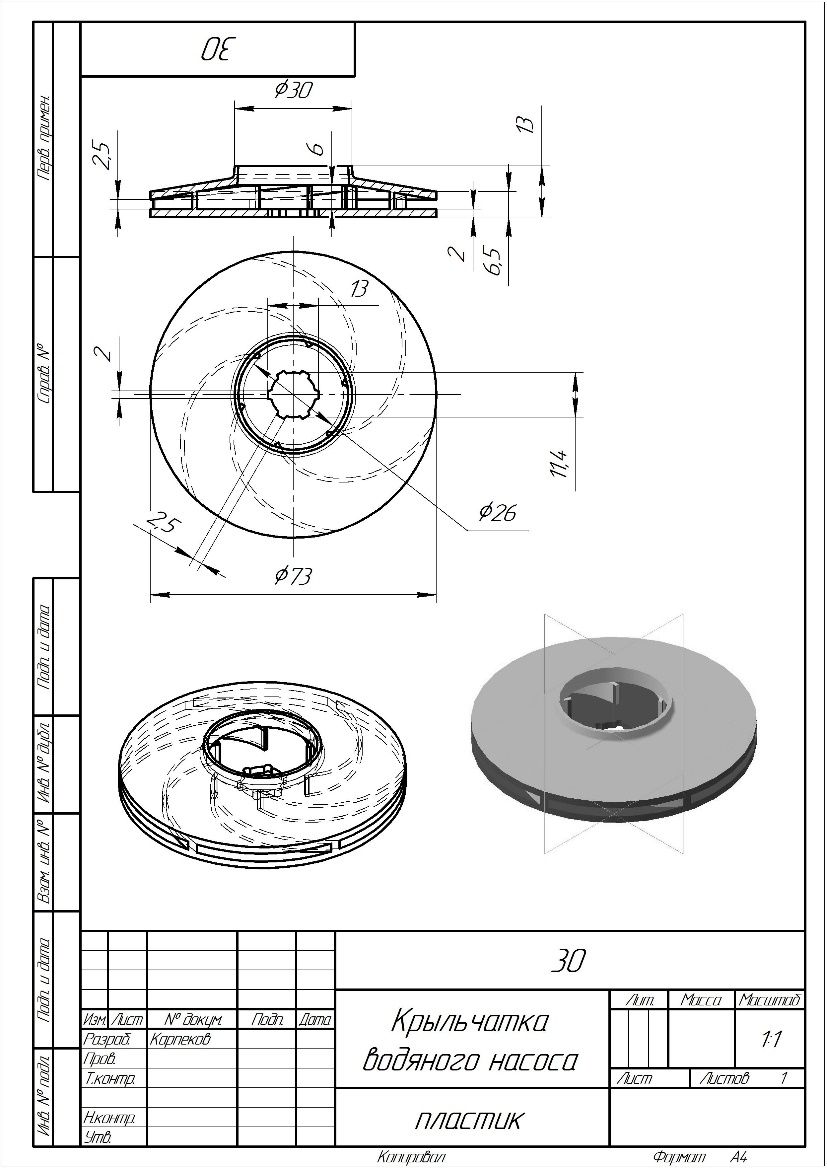 ЗО
Перв. примен.
Справ. №
Подп. и дата
Инв. № дубл.
Взам. инв. №
Подп. и дата
Инв. № подл.
⌀30
2,5
6
13
2
6,5
13
2
11,4
2,5
⌀26
⌀73
ЗО
Изм. Лист № докум. Подп. Дата
Разраб. Карпеков
Пров.
Т.контр.
Н.контр.
Утв.
Крыльчатка
водяного насоса
пластик
Лит. Масса Масштаб
1:1
Лист Листов 1
Копировал Формат A4